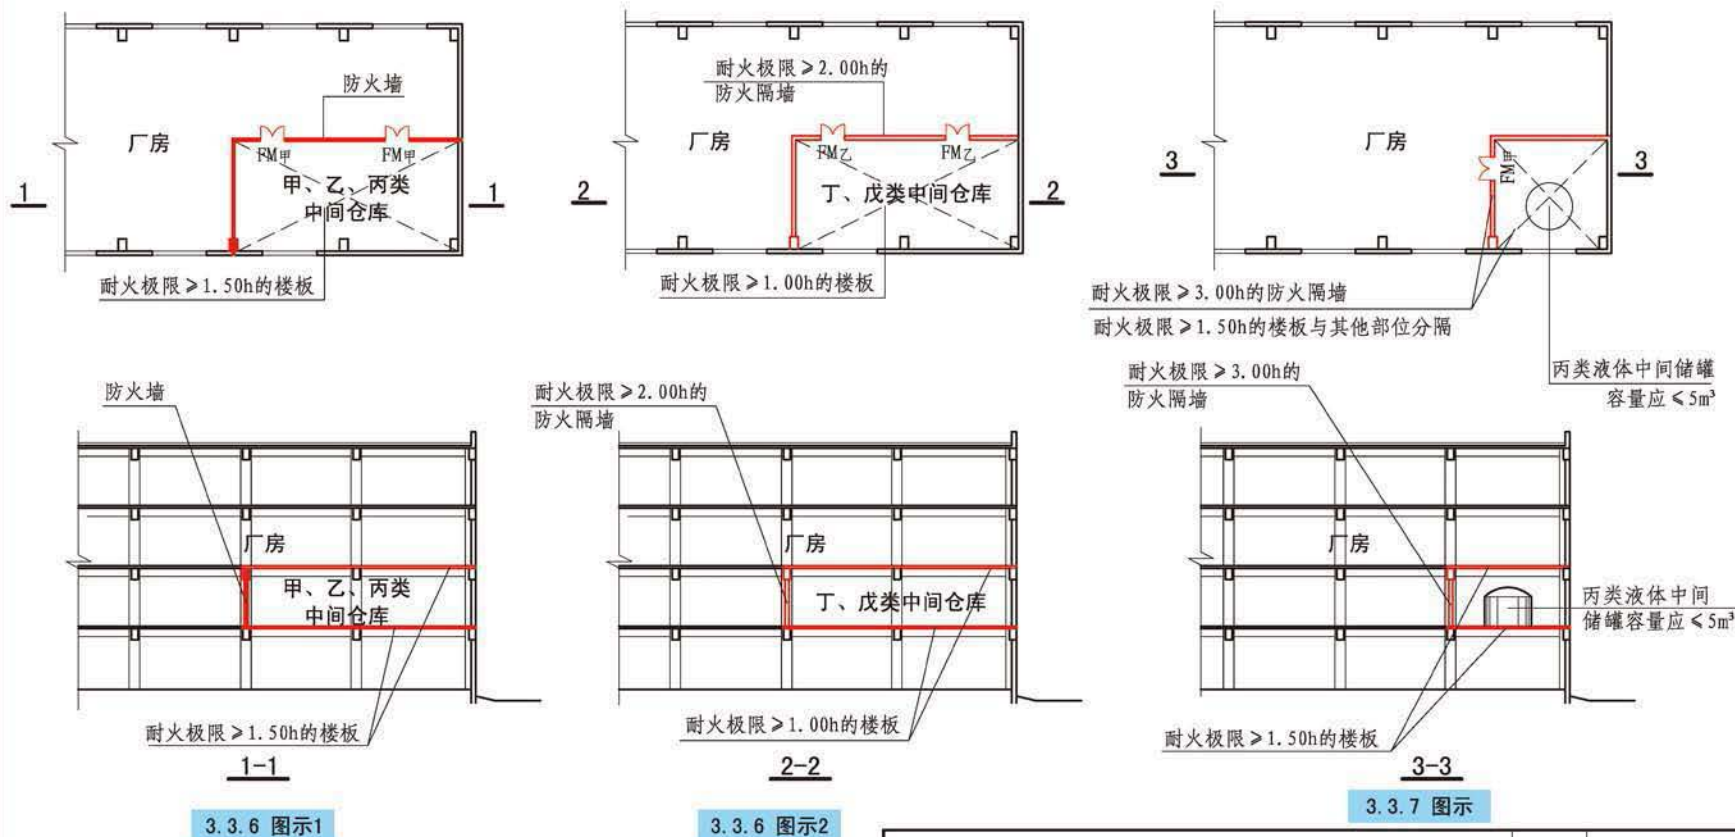 防火墙
厂房
FM甲
FM甲
1
1
甲、乙、丙类
中间仓库
耐火极限≥1.50h的楼板
耐火极限≥2.00h的
防火隔墙
厂房
FM乙
FM乙
2
2
丁、戊类中间仓库
耐火极限≥1.00h的楼板
厂房
3
3
FM甲
耐火极限≥3.00h的防火隔墙
耐火极限≥1.50h的楼板与其他部位分隔
丙类液体中间储罐
容量应≤5m³
防火墙
厂房
甲、乙、丙类
中间仓库
耐火极限≥1.50h的楼板
1-1
3.3.6 图示1
耐火极限≥2.00h的
防火隔墙
厂房
丁、戊类中间仓库
耐火极限≥1.00h的楼板
2-2
3.3.6 图示2
耐火极限≥3.00h的
防火隔墙
厂房
丙类液体中间
储罐容量应≤5m³
耐火极限≥1.50h的楼板
3-3
3.3.7 图示